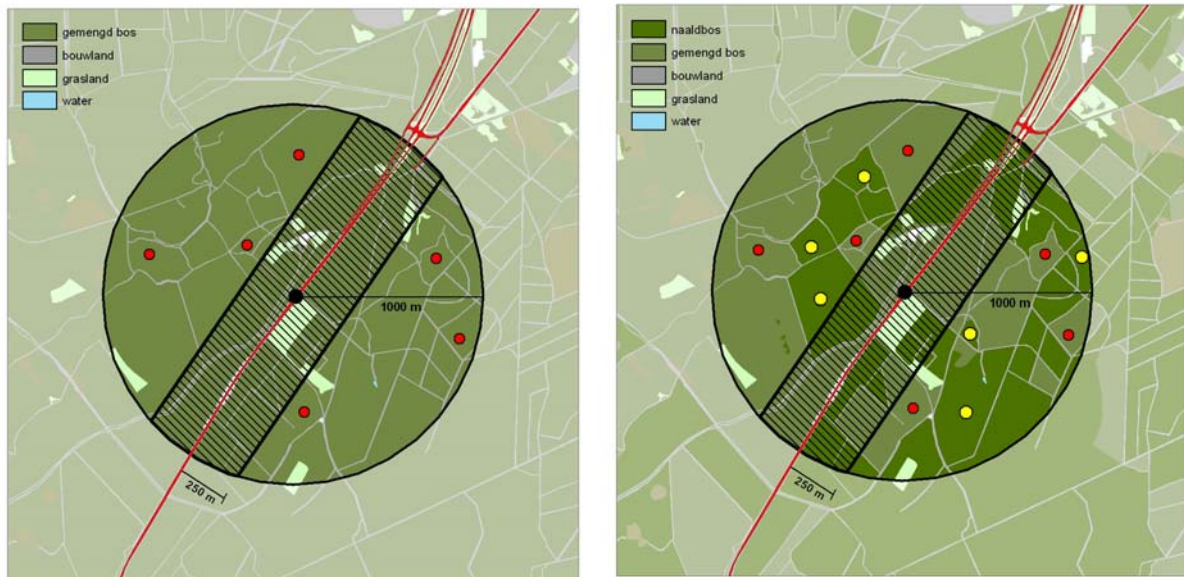 gemengd bos
bouwland
grasland
water
1000 m
250 m
naaldbos
gemengd bos
bouwland
grasland
water
1000 m
250 m